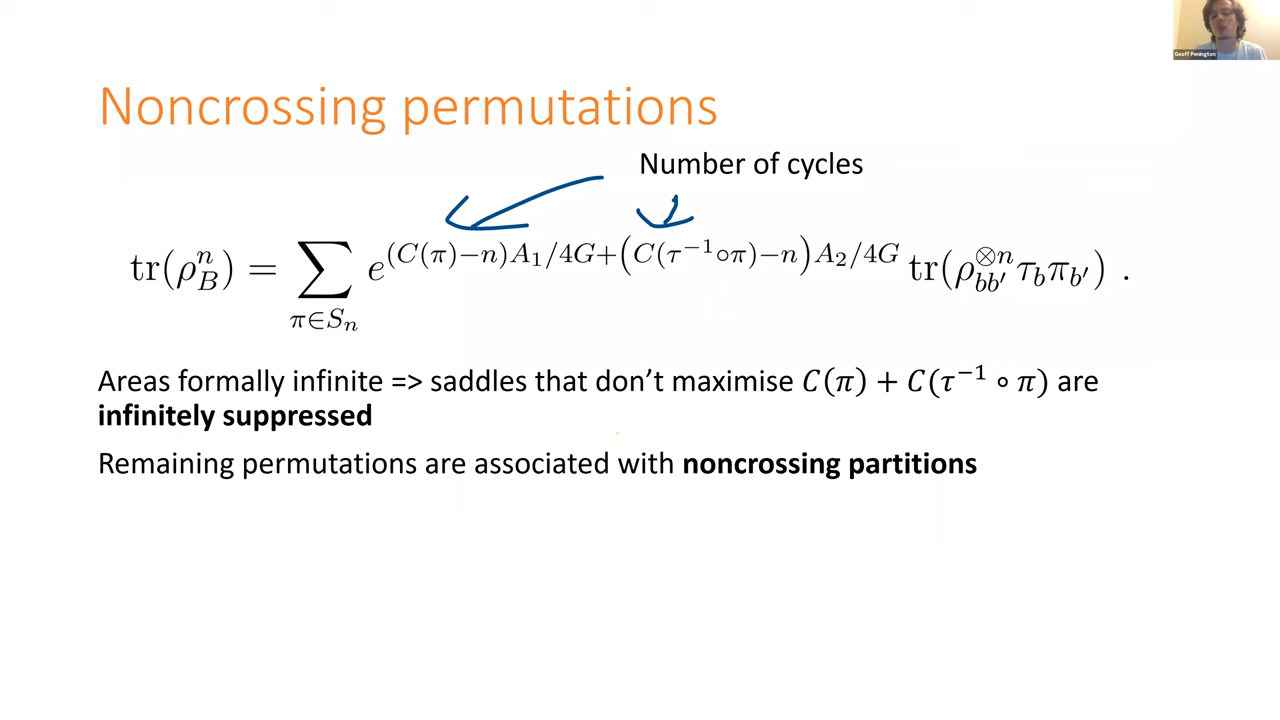 Geoff Penington
Noncrossing permutations
Number of cycles
tr(ρ_B^n) = ∑_{π∈S_n} e^{(C(π)−n)A_1/4G+(C(τ^{−1}∘π)−n)A_2/4G} tr(ρ_{bb′}^{⊗n} τ_b π_{b′}) .
Areas formally infinite => saddles that don’t maximise C(π) + C(τ^{−1} ∘ π) are
infinitely suppressed
Remaining permutations are associated with noncrossing partitions